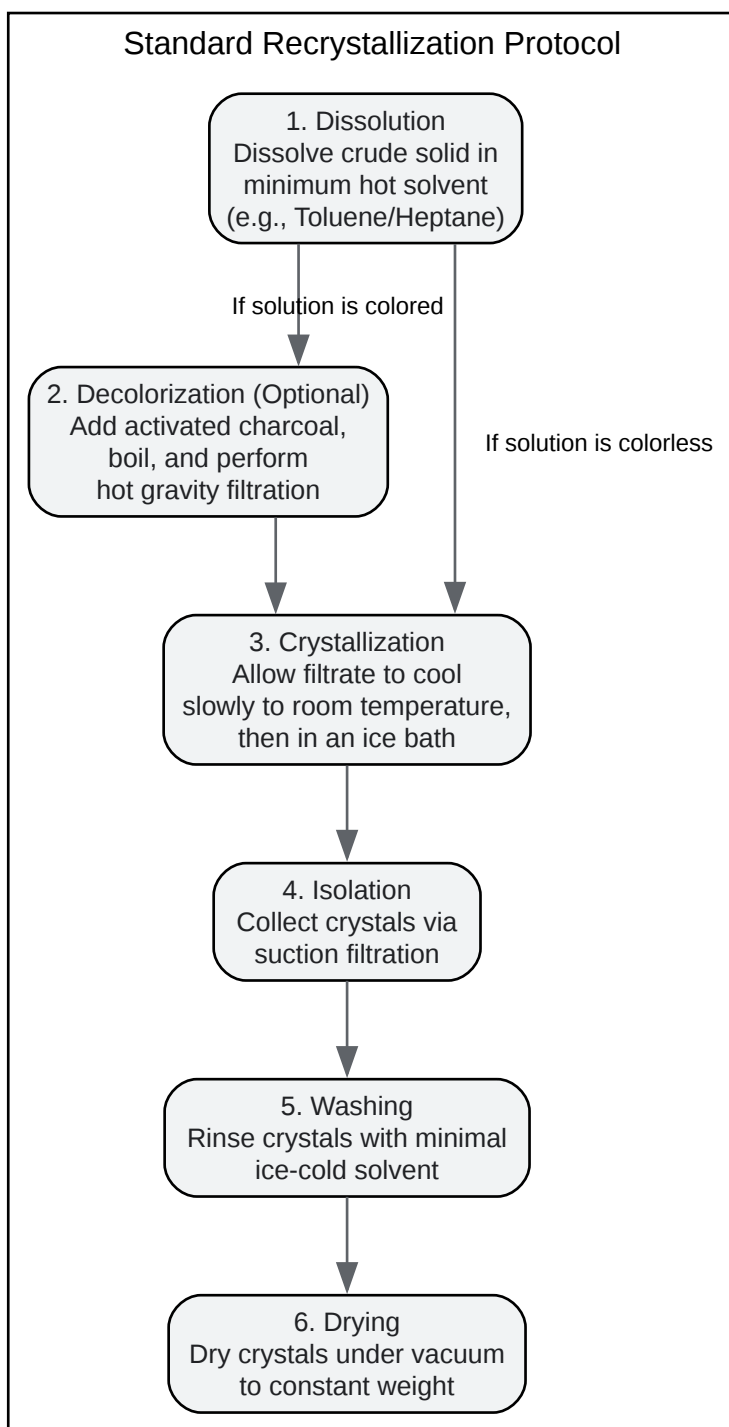 Standard Recrystallization Protocol
1. Dissolution
Dissolve crude solid in
minimum hot solvent
(e.g., Toluene/Heptane)
If solution is colored
2. Decolorization (Optional)
Add activated charcoal,
boil, and perform
hot gravity filtration
If solution is colorless
3. Crystallization
Allow filtrate to cool
slowly to room temperature,
then in an ice bath
4. Isolation
Collect crystals via
suction filtration
5. Washing
Rinse crystals with minimal
ice-cold solvent
6. Drying
Dry crystals under vacuum
to constant weight